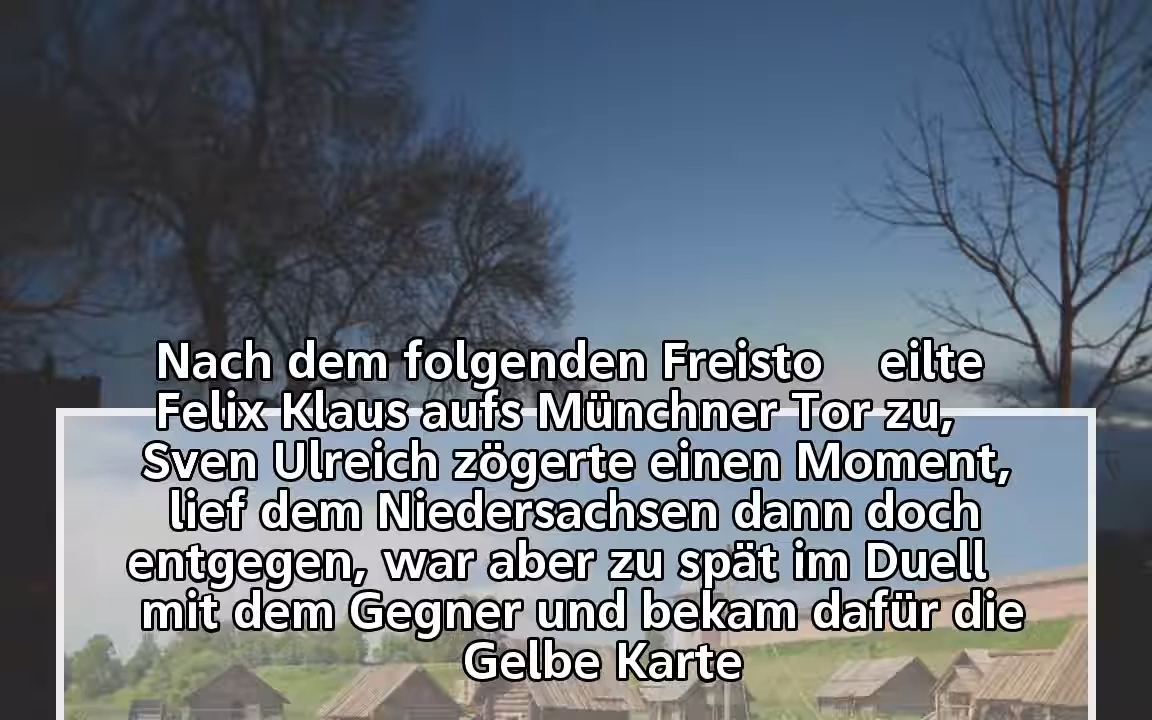 Nach dem folgenden Freisto eilte
Felix Klaus aufs Münchner Tor zu,
Sven Ulreich zögerte einen Moment,
lief dem Niedersachsen dann doch
entgegen, war aber zu spät im Duell
mit dem Gegner und bekam dafür die
Gelbe Karte